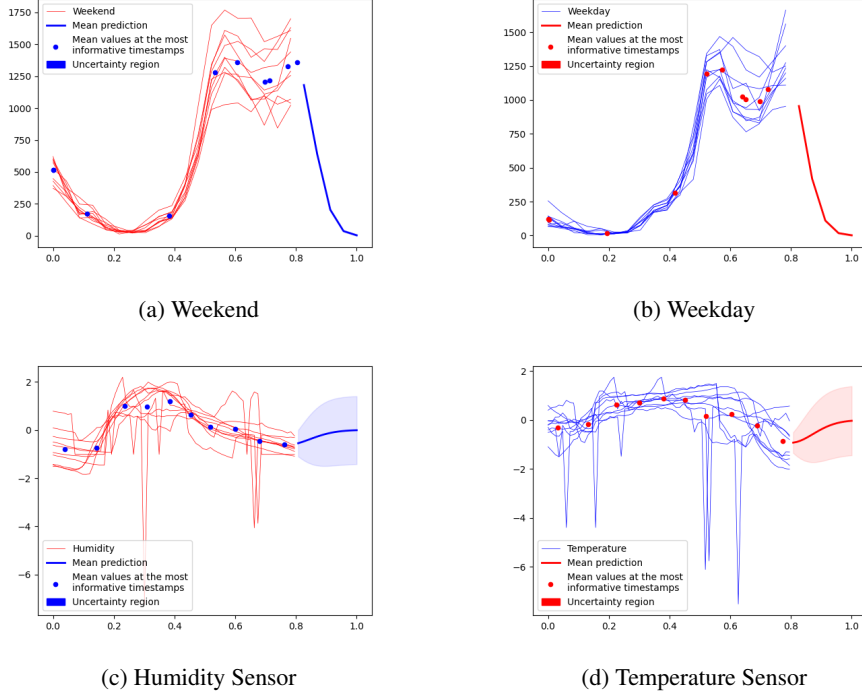 1750
1500
1250
1000
750
500
250
0
Weekend
Mean prediction
Mean values at the most
informative timestamps
Uncertainty region
0.0 0.2 0.4 0.6 0.8 1.0
(a) Weekend
1500
1250
1000
750
500
250
0
Weekday
Mean prediction
Mean values at the most
informative timestamps
Uncertainty region
0.0 0.2 0.4 0.6 0.8 1.0
(b) Weekday
2
0
−2
−4
−6
Humidity
Mean prediction
Mean values at the most
informative timestamps
Uncertainty region
0.0 0.2 0.4 0.6 0.8 1.0
(c) Humidity Sensor
2
0
−2
−4
−6
Temperature
Mean prediction
Mean values at the most
informative timestamps
Uncertainty region
0.0 0.2 0.4 0.6 0.8 1.0
(d) Temperature Sensor